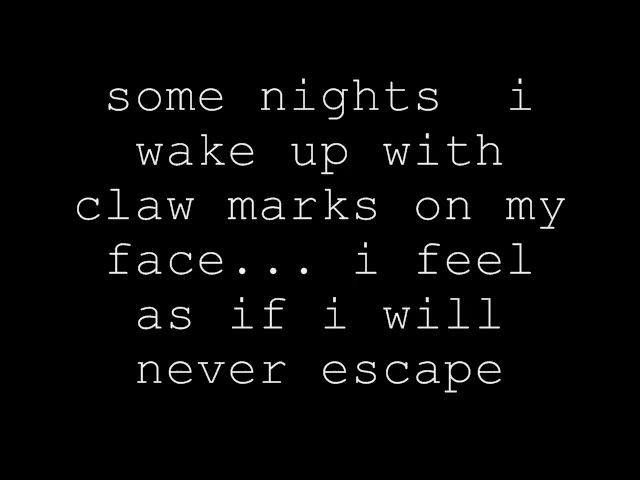 some nights  i
wake up with
claw marks on my
face... i feel
as if i will
never escape